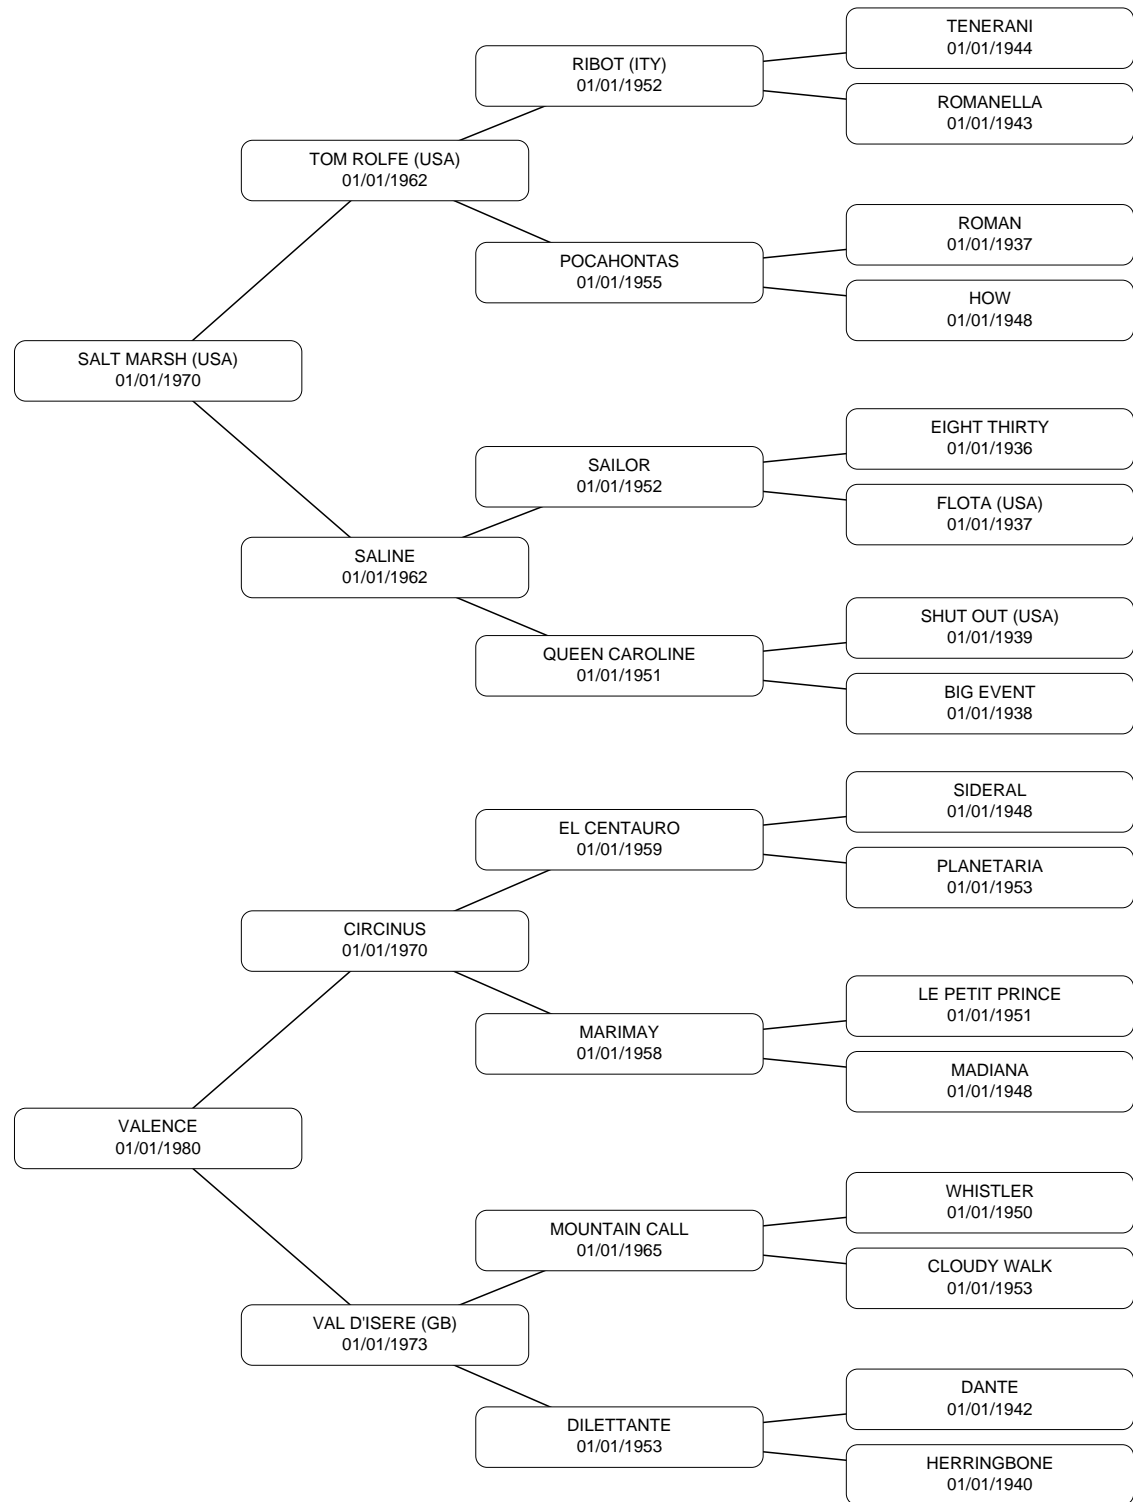 TENERANI
01/01/1944
RIBOT (ITY)
01/01/1952
ROMANELLA
01/01/1943
TOM ROLFE (USA)
01/01/1962
ROMAN
01/01/1937
POCAHONTAS
01/01/1955
HOW
01/01/1948
SALT MARSH (USA)
01/01/1970
EIGHT THIRTY
01/01/1936
SAILOR
01/01/1952
FLOTA (USA)
01/01/1937
SALINE
01/01/1962
SHUT OUT (USA)
01/01/1939
QUEEN CAROLINE
01/01/1951
BIG EVENT
01/01/1938
SIDERAL
01/01/1948
EL CENTAURO
01/01/1959
PLANETARIA
01/01/1953
CIRCINUS
01/01/1970
LE PETIT PRINCE
01/01/1951
MARIMAY
01/01/1958
MADIANA
01/01/1948
VALENCE
01/01/1980
WHISTLER
01/01/1950
MOUNTAIN CALL
01/01/1965
CLOUDY WALK
01/01/1953
VAL D'ISERE (GB)
01/01/1973
DANTE
01/01/1942
DILETTANTE
01/01/1953
HERRINGBONE
01/01/1940